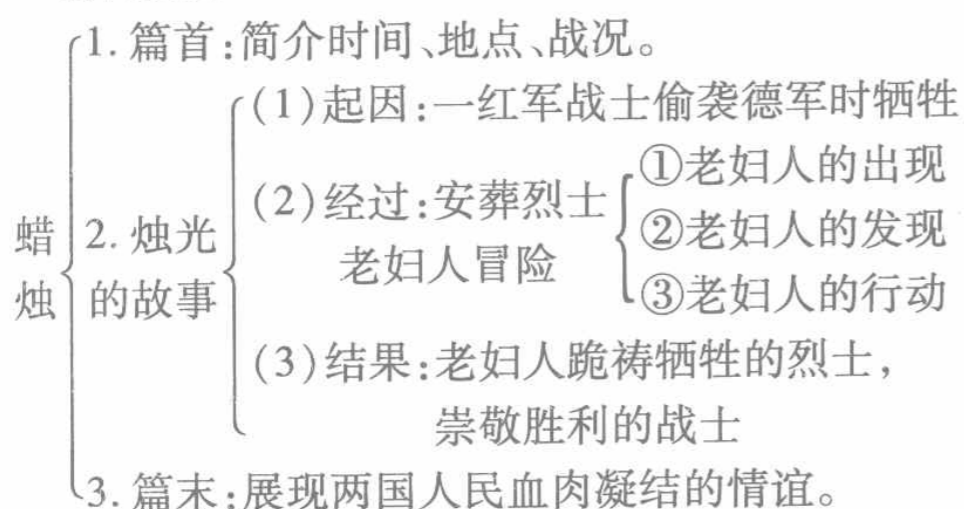 蜡烛
1. 篇首:简介时间、地点、战况。
2. 烛光的故事
(1)起因:一红军战士偷袭德军时牺牲
(2)经过:安葬烈士
老妇人冒险
①老妇人的出现
②老妇人的发现
③老妇人的行动
(3)结果:老妇人跪祷牺牲的烈士,
崇敬胜利的战士
3. 篇末:展现两国人民血肉凝结的情谊。